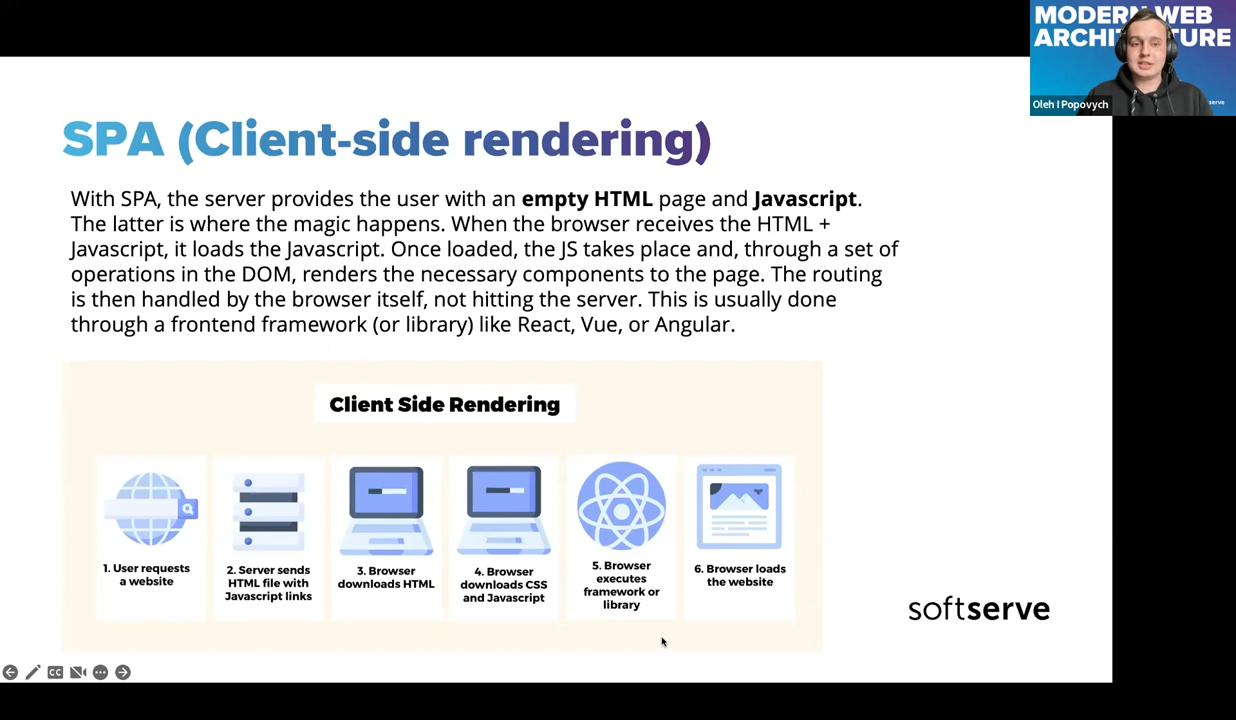 MODERN WEB
ARCHITECTURE
Oleh I Popovych
SPA (Client-side rendering)
With SPA, the server provides the user with an empty HTML page and Javascript.
The latter is where the magic happens. When the browser receives the HTML +
Javascript, it loads the Javascript. Once loaded, the JS takes place and, through a set of
operations in the DOM, renders the necessary components to the page. The routing
is then handled by the browser itself, not hitting the server. This is usually done
through a frontend framework (or library) like React, Vue, or Angular.
Client Side Rendering
1. User requests
a website
2. Server sends
HTML file with
Javascript links
3. Browser
downloads HTML
4. Browser
downloads CSS
and Javascript
5. Browser
executes
framework or
library
6. Browser loads
the website
softserve
CC